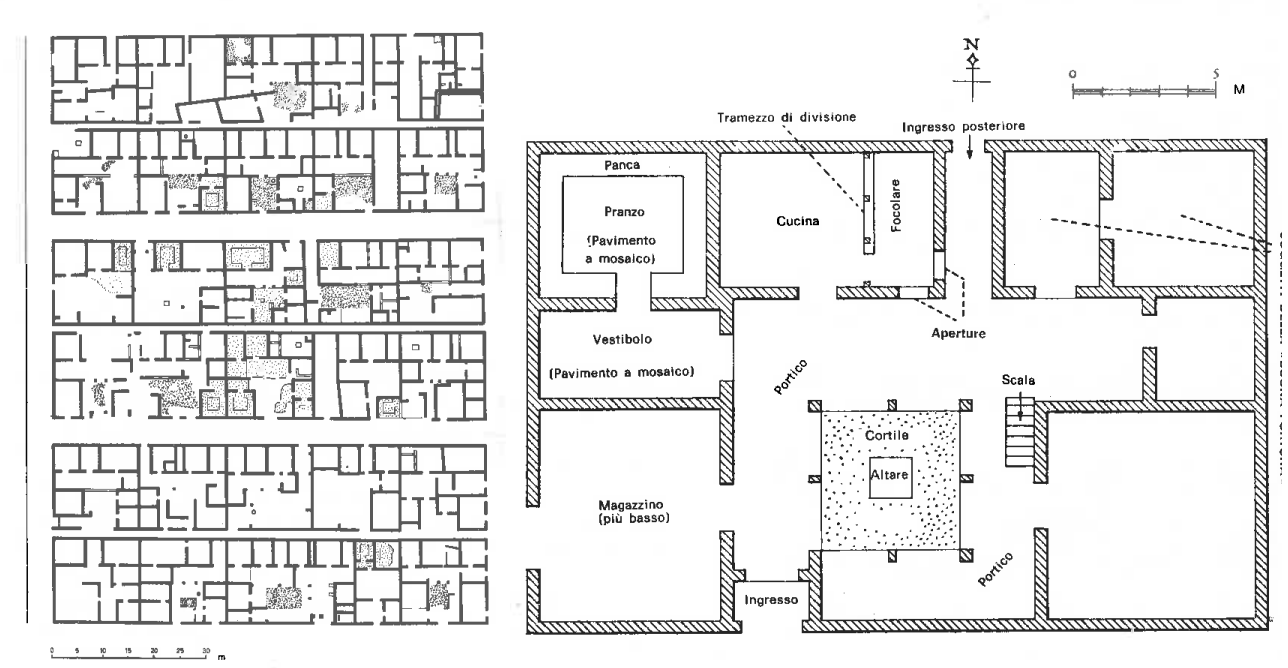 N
0 5 M
Tramezzo di divisione
Ingresso posteriore
Panca
Pranzo
(Pavimento
a mosaico)
Cucina
Focolare
Aperture
Vestibolo
(Pavimento a mosaico)
Portico
Scala
Cortile
Altare
Magazzino
(più basso)
Portico
Ingresso
0 5 10 15 20 25 30 m